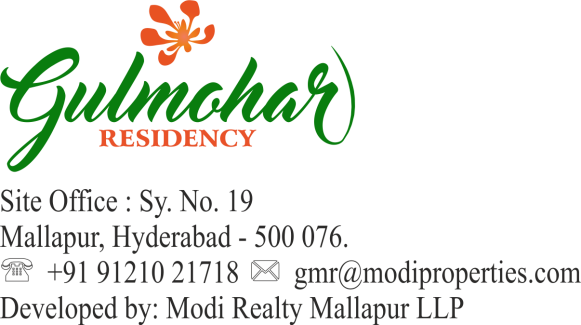 Gulmohar
RESIDENCY
Site Office : Sy. No. 19
Mallapur, Hyderabad - 500 076.
+91 91210 21718 gmr@modiproperties.com
Developed by: Modi Realty Mallapur LLP